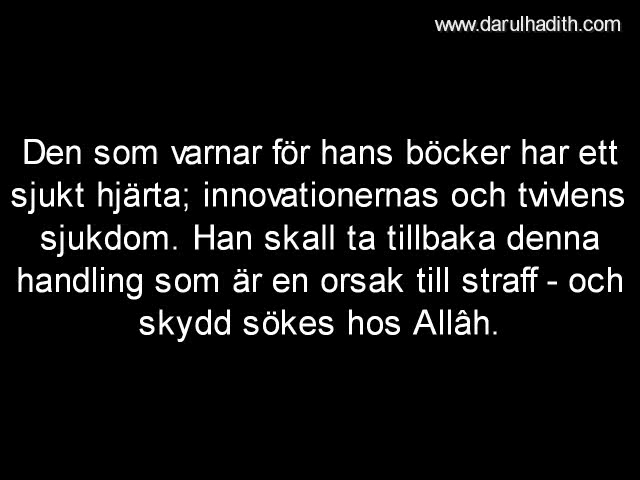 www.darulhadith.com
Den som varnar för hans böcker har ett
sjukt hjärta; innovationernas och tvivlens
sjukdom. Han skall ta tillbaka denna
handling som är en orsak till straff - och
skydd sökes hos Allâh.